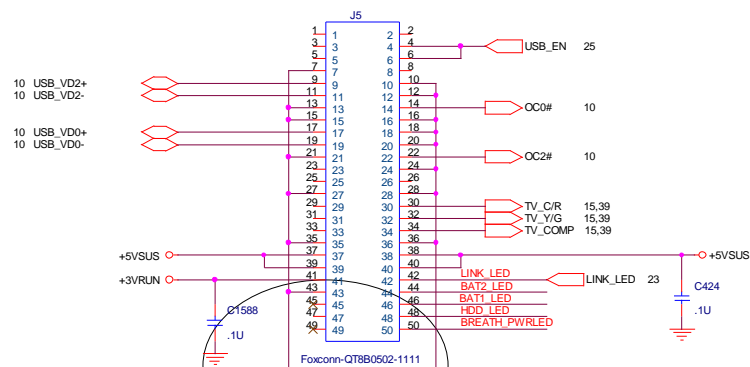 J5
1 1 2 2
3 3 4 4 USB_EN 25
5 5 6 6
7 7 8 8
10 USB_VD2+ 9 9 10 10
10 USB_VD2- 11 11 12 12
13 13 14 14 OC0# 10
15 15 16 16
10 USB_VD0+ 17 17 18 18
10 USB_VD0- 19 19 20 20
21 21 22 22 OC2# 10
23 23 24 24
25 25 26 26
27 27 28 28
29 29 30 30 TV_C/R 15,39
31 31 32 32 TV_Y/G 15,39
33 33 34 34 TV_COMP 15,39
35 35 36 36
+5VSUS 37 37 38 38 +5VSUS
39 39 40 40
+3VRUN 41 41 42 42 LINK_LED LINK_LED 23
43 43 44 44 BAT2_LED
C424
45 45 46 46 BAT1_LED
C1588
47 47 48 48 HDD_LED
.1U
49 49 50 50 BREATH_PWRLED
.1U
Foxconn-QT8B0502-1111